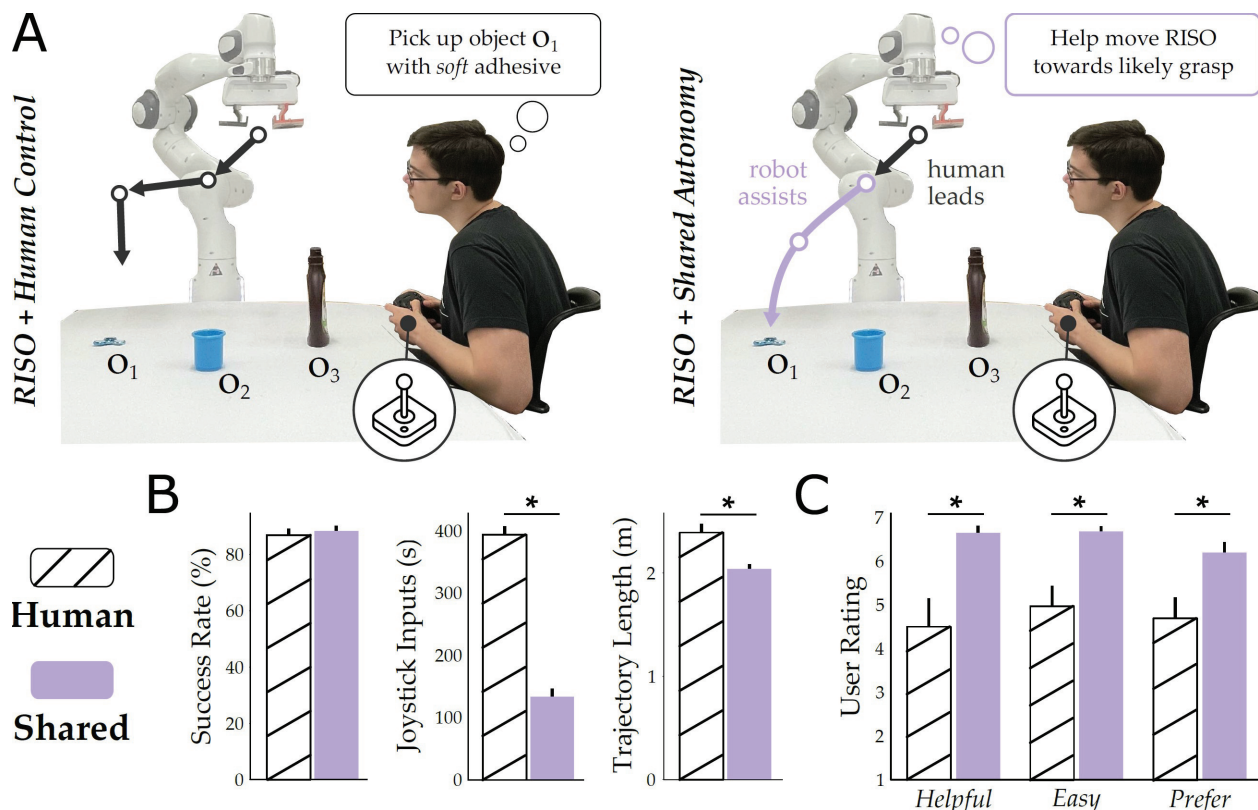 A
RISO + Human Control
Pick up object O1
with soft adhesive
O1
O2
O3
RISO + Shared Autonomy
Help move RISO
towards likely grasp
robot
assists
human
leads
O1
O2
O3
Human
Shared
B
Success Rate (%)
80
60
40
20
0
Joystick Inputs (s)
400
300
200
100
0
*
Trajectory Length (m)
2
1
0
*
C
User Rating
7
6
5
4
3
2
1
*
*
*
Helpful
Easy
Prefer